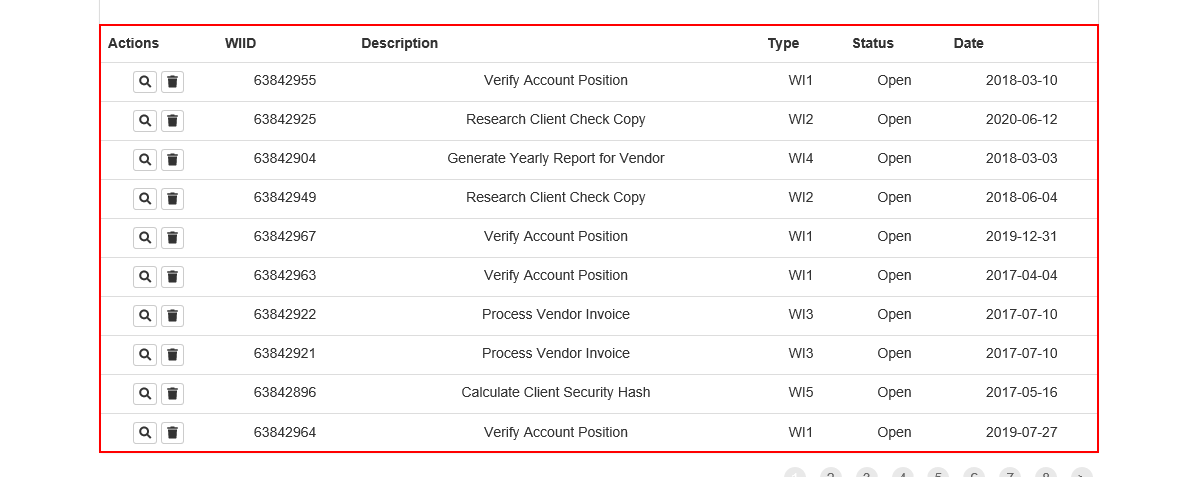 Actions WIID Description Type Status Date
63842955 Verify Account Position WI1 Open 2018-03-10
63842925 Research Client Check Copy WI2 Open 2020-06-12
63842904 Generate Yearly Report for Vendor WI4 Open 2018-03-03
63842949 Research Client Check Copy WI2 Open 2018-06-04
63842967 Verify Account Position WI1 Open 2019-12-31
63842963 Verify Account Position WI1 Open 2017-04-04
63842922 Process Vendor Invoice WI3 Open 2017-07-10
63842921 Process Vendor Invoice WI3 Open 2017-07-10
63842896 Calculate Client Security Hash WI5 Open 2017-05-16
63842964 Verify Account Position WI1 Open 2019-07-27
2 3 4 5 6 7 8 >